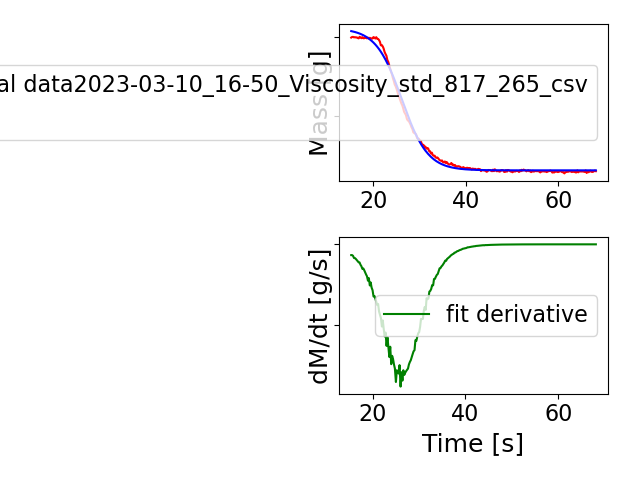 al data2023-03-10_16-50_Viscosity_std_817_265_csv
Mass [g]
20 40 60
dM/dt [g/s]
fit derivative
20 40 60
Time [s]